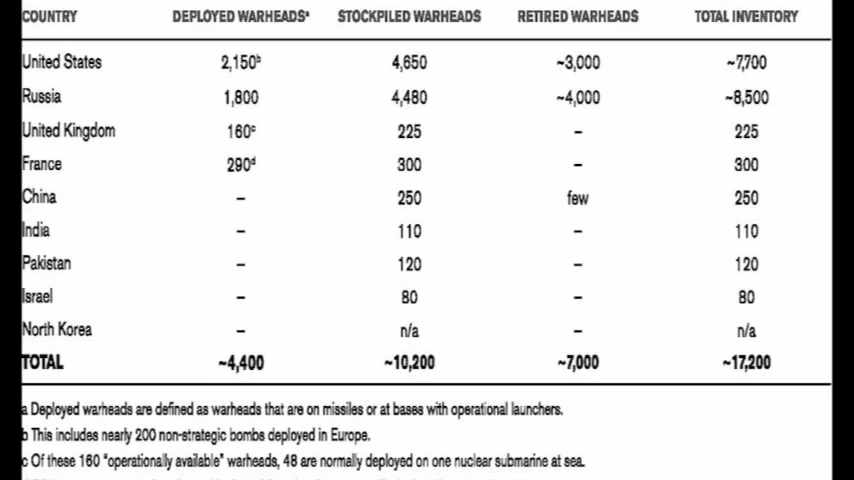 COUNTRY DEPLOYED WARHEADSᵃ STOCKPILED WARHEADS RETIRED WARHEADS TOTAL INVENTORY
United States 2,150ᵇ 4,650 ~3,000 ~7,700
Russia 1,800 4,480 ~4,000 ~8,500
United Kingdom 160ᶜ 225 – 225
France 290ᵈ 300 – 300
China – 250 few 250
India – 110 – 110
Pakistan – 120 – 120
Israel – 80 – 80
North Korea – n/a – n/a
TOTAL ~4,400 ~10,200 ~7,000 ~17,200
a Deployed warheads are defined as warheads that are on missiles or at bases with operational launchers.
b This includes nearly 200 non-strategic bombs deployed in Europe.
c Of these 160 “operationally available” warheads, 48 are normally deployed on one nuclear submarine at sea.